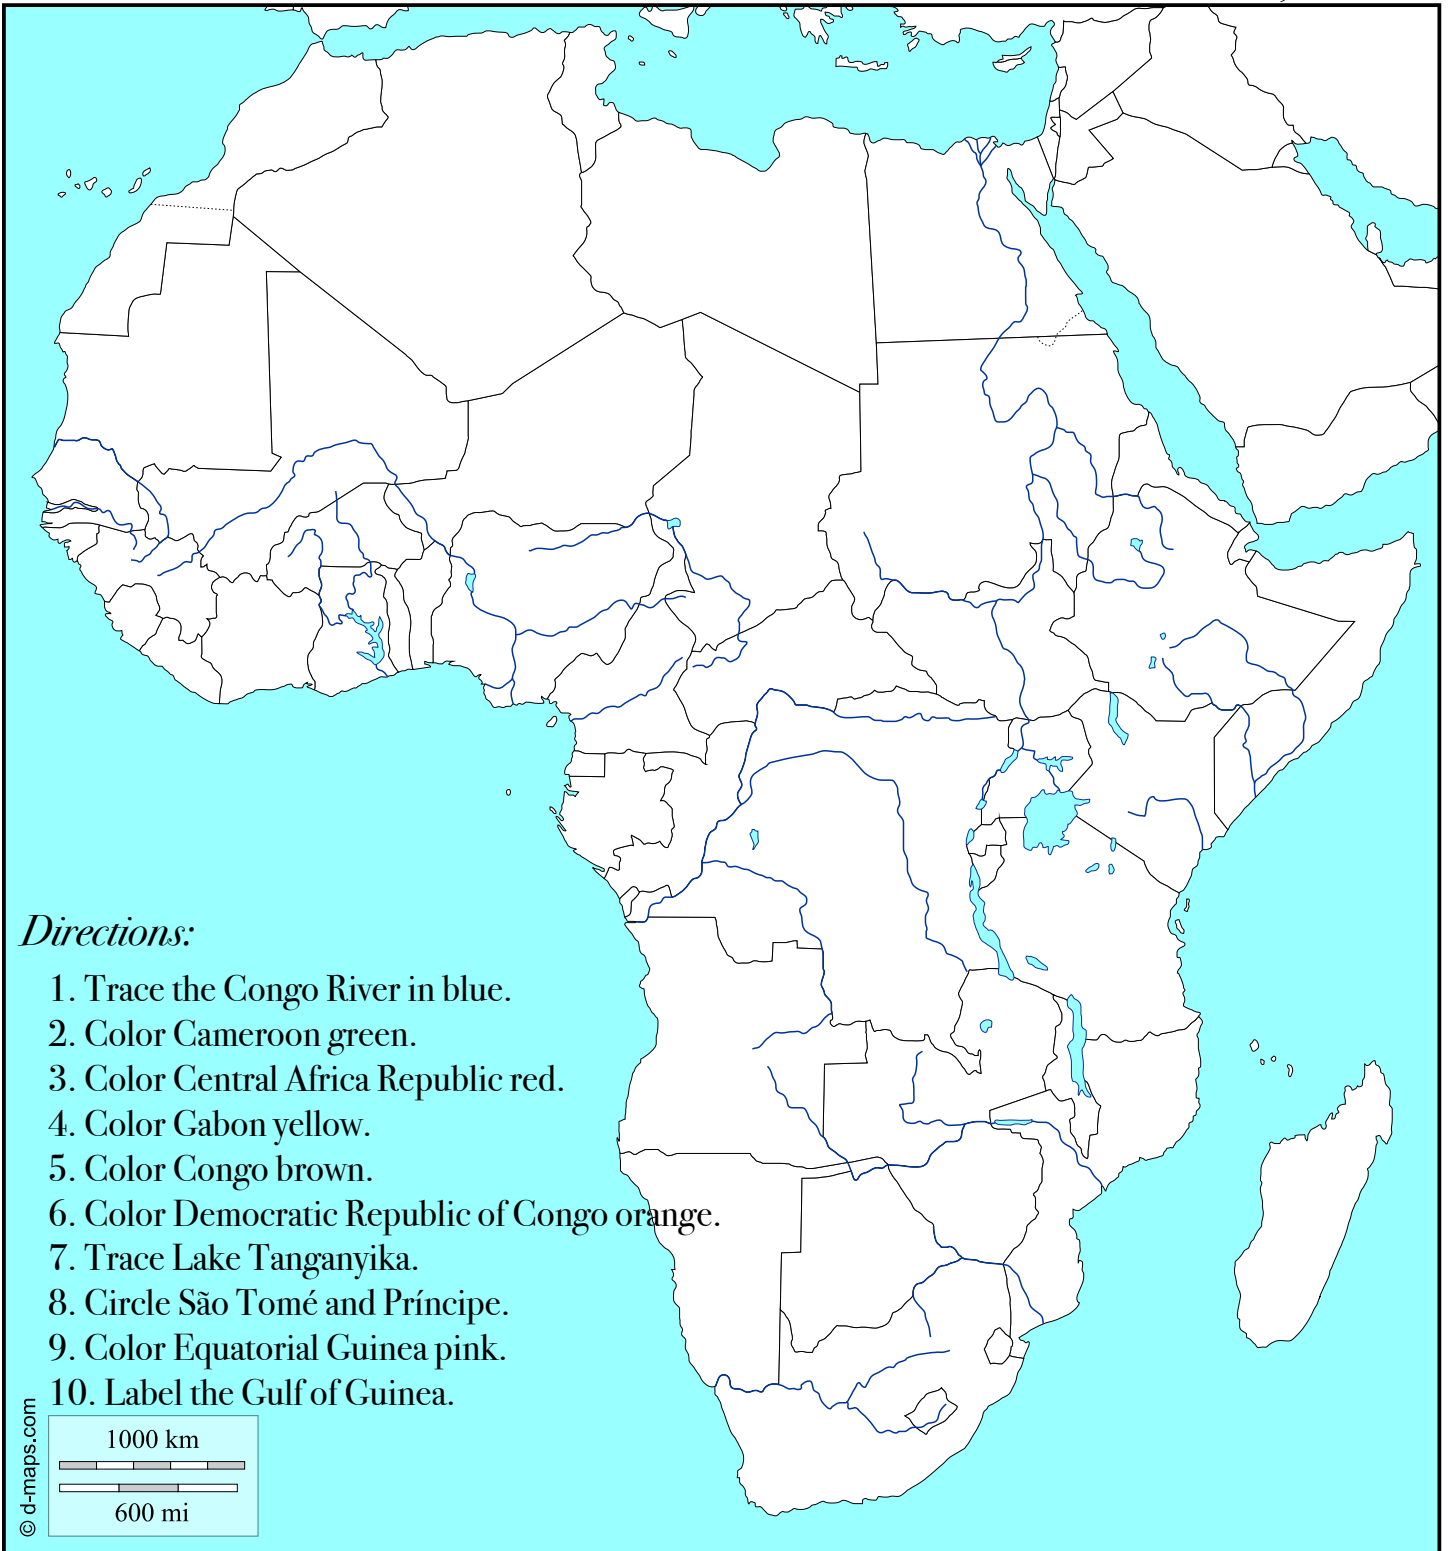 Directions:
1. Trace the Congo River in blue.
2. Color Cameroon green.
3. Color Central Africa Republic red.
4. Color Gabon yellow.
5. Color Congo brown.
6. Color Democratic Republic of Congo orange.
7. Trace Lake Tanganyika.
8. Circle São Tomé and Príncipe.
9. Color Equatorial Guinea pink.
10. Label the Gulf of Guinea.
1000 km
600 mi
© d-maps.com